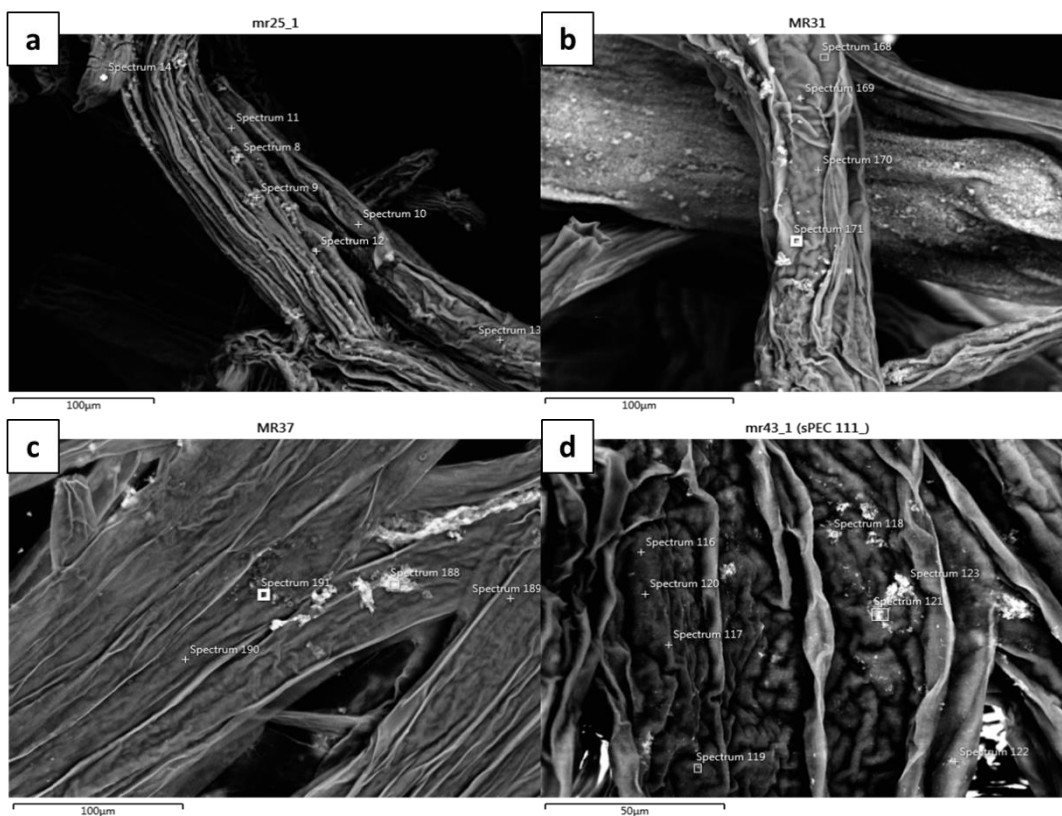 a
mr25_1
Spectrum 14
Spectrum 11
Spectrum 8
Spectrum 9
Spectrum 10
Spectrum 12
Spectrum 13
100µm
b
MR31
Spectrum 168
Spectrum 169
Spectrum 170
Spectrum 171
100µm
c
MR37
Spectrum 191
Spectrum 188
Spectrum 189
Spectrum 190
100µm
d
mr43_1 (sPEC 111_)
Spectrum 118
Spectrum 116
Spectrum 123
Spectrum 120
Spectrum 121
Spectrum 117
Spectrum 119
Spectrum 122
50µm